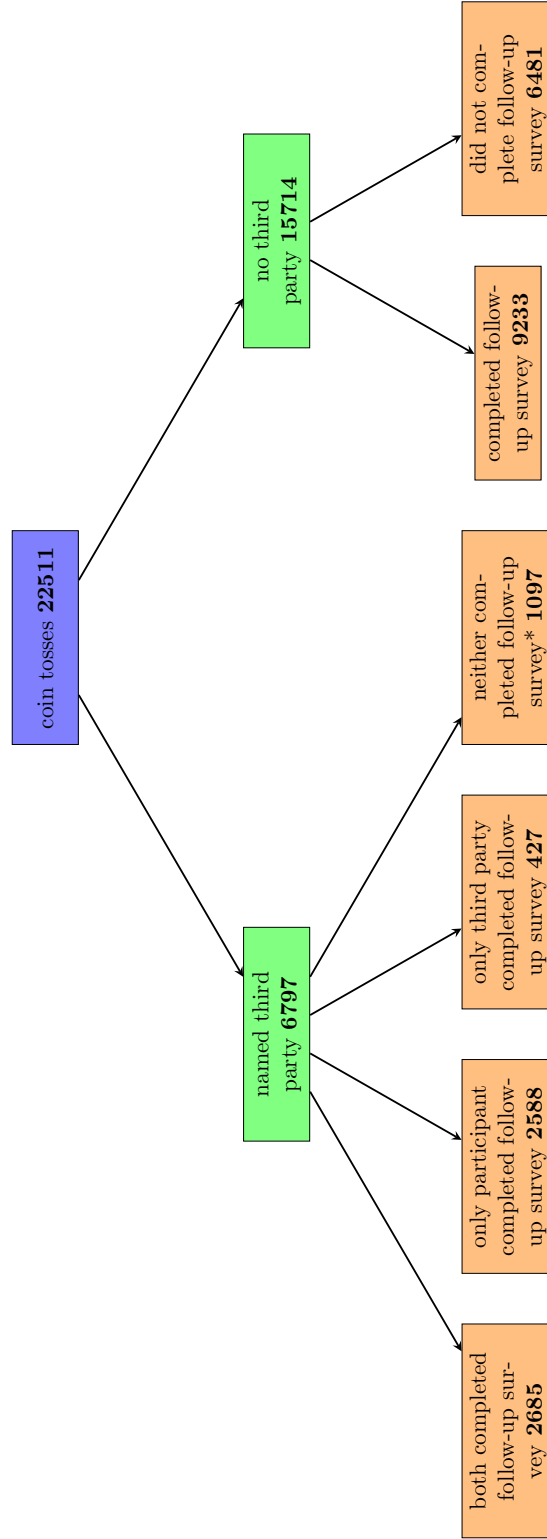 coin tosses 22511
named third
party 6797
no third
party 15714
both completed
follow-up sur-
vey 2685
only participant
completed follow-
up survey 2588
only third party
completed follow-
up survey 427
neither com-
pleted follow-up
survey* 1097
completed follow-
up survey 9233
did not com-
plete follow-up
survey 6481